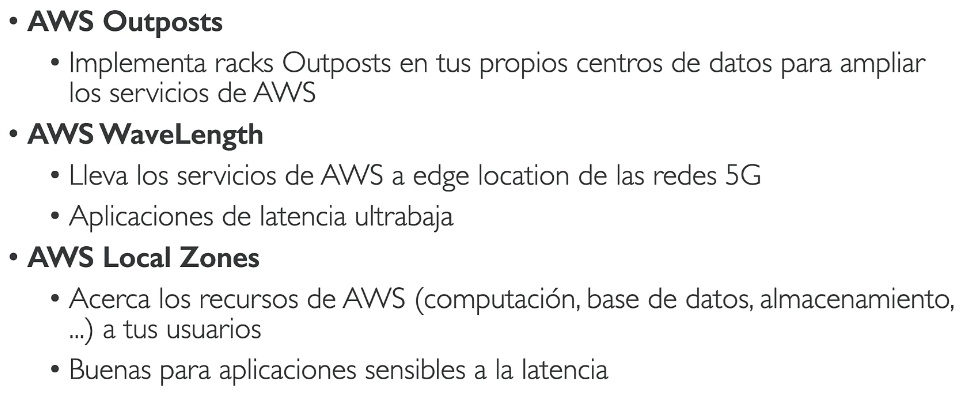 • AWS Outposts
• Implementa racks Outposts en tus propios centros de datos para ampliar
los servicios de AWS
• AWS WaveLength
• Lleva los servicios de AWS a edge location de las redes 5G
• Aplicaciones de latencia ultrabaja
• AWS Local Zones
• Acerca los recursos de AWS (computación, base de datos, almacenamiento,
...) a tus usuarios
• Buenas para aplicaciones sensibles a la latencia